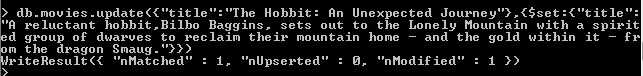 > db.movies.update({"title":"The Hobbit: An Unexpected Journey"},{$set:{"title":
"A reluctant hobbit,Bilbo Baggins, sets out to the Lonely Mountain with a spirit
ed group of dwarves to reclaim their mountain home - and the gold within it - fr
om the dragon Smaug."}})
WriteResult({ "nMatched" : 1, "nUpserted" : 0, "nModified" : 1 })
>